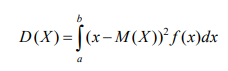 D(X) = ∫_a^b (x − M(X))² f(x)dx